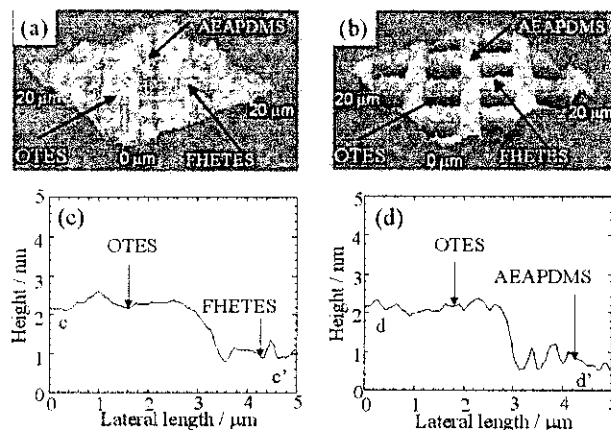 (a)
AEAPDMS
20 μm
20 μm
OTES
0 μm
FHETES
(b)
AEAPDMS
20 μm
20 μm
OTES
0 μm
FHETES
(c)
5
4
3
2
1
0
Height / nm
OTES
FHETES
c
c'
0 1 2 3 4 5
Lateral length / μm
(d)
5
4
3
2
1
0
Height / nm
OTES
AEAPDMS
d
d'
0 1 2 3 4 5
Lateral length / μm